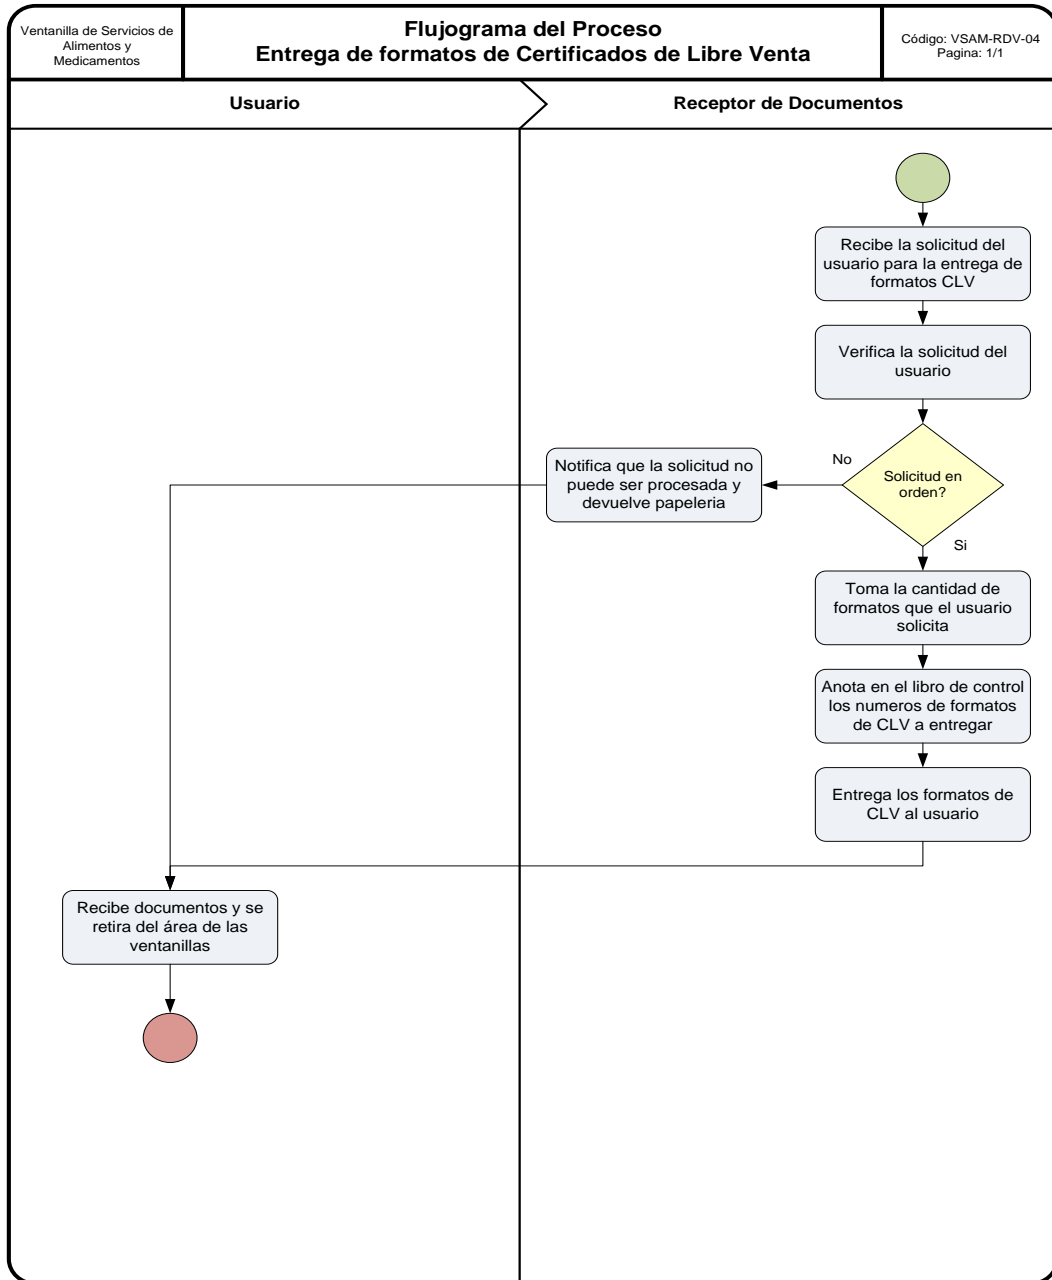 Ventanilla de Servicios de
Alimentos y
Medicamentos
Flujograma del Proceso
Entrega de formatos de Certificados de Libre Venta
Código: VSAM-RDV-04
Pagina: 1/1
Usuario
Receptor de Documentos
Recibe la solicitud del
usuario para la entrega de
formatos CLV
Verifica la solicitud del
usuario
Solicitud en
orden?
No
Notifica que la solicitud no
puede ser procesada y
devuelve papeleria
Si
Toma la cantidad de
formatos que el usuario
solicita
Anota en el libro de control
los numeros de formatos
de CLV a entregar
Entrega los formatos de
CLV al usuario
Recibe documentos y se
retira del área de las
ventanillas